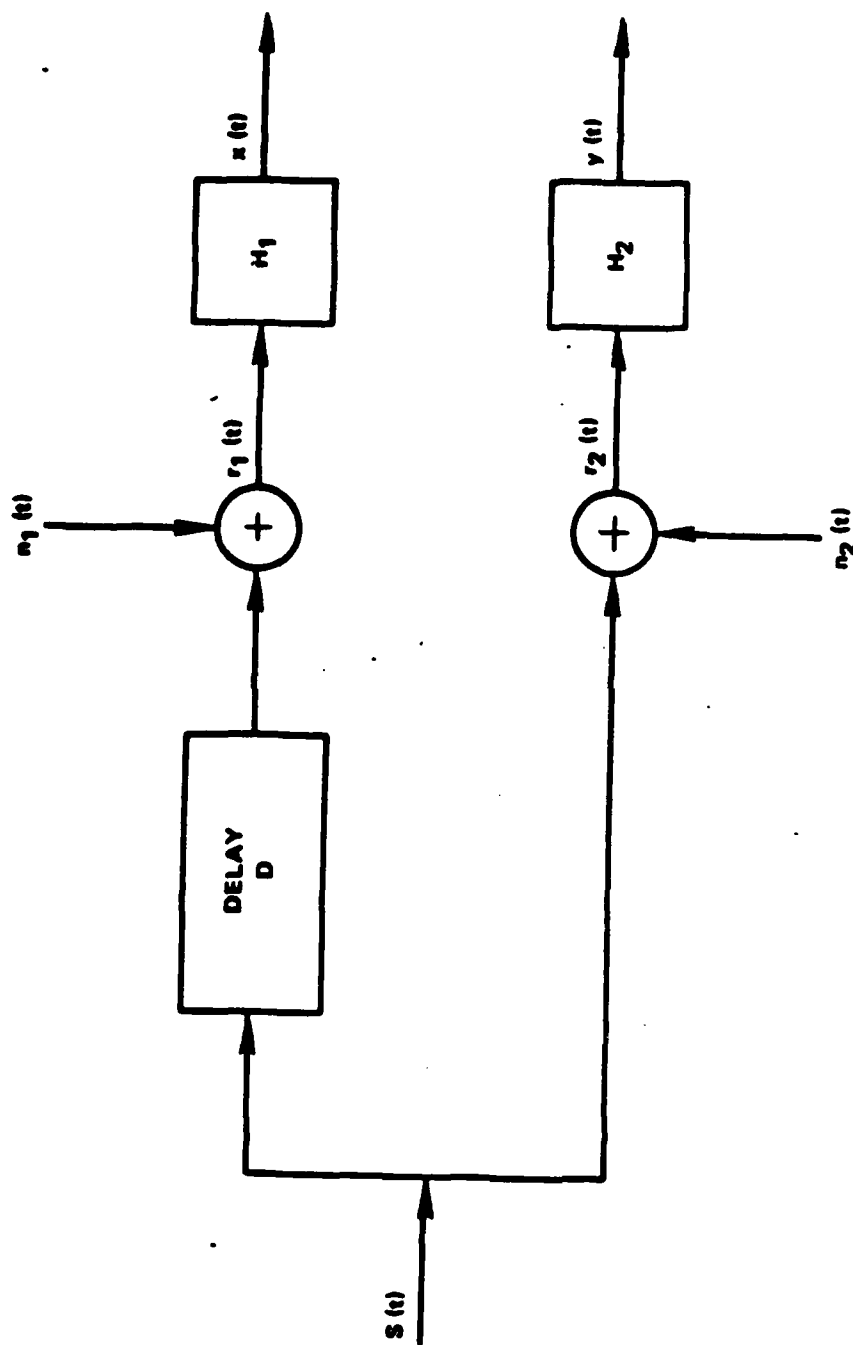 n₁ (t)
DELAY
D
+
r₁ (t)
H₁
x (t)
S (t)
+
r₂ (t)
H₂
y (t)
n₂ (t)